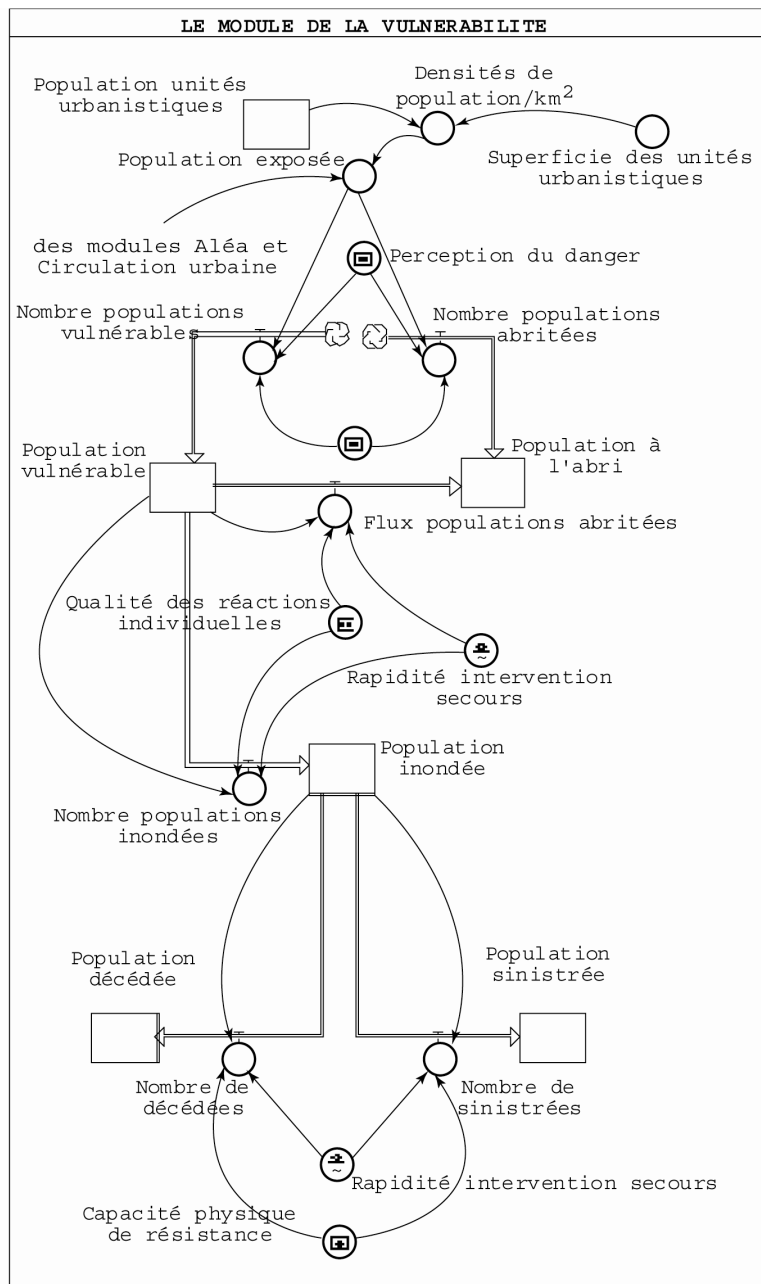 LE MODULE DE LA VULNERABILITE
Population unités
urbanistiques
Densités de
population/km²
Population exposée
Superficie des unités
urbanistiques
des modules Aléa et
Circulation urbaine
Perception du danger
Nombre populations
vulnérables
Nombre populations
abritées
Population
vulnérable
Population à
l'abri
Flux populations abritées
Qualité des réactions
individuelles
Rapidité intervention
secours
Population
inondée
Nombre populations
inondées
Population
décédée
Population
sinistrée
Nombre de
décédées
Nombre de
sinistrées
Rapidité intervention secours
Capacité physique
de résistance